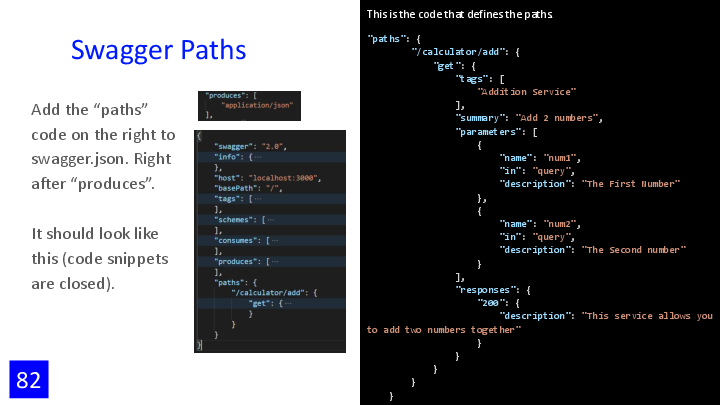 Swagger Paths
Add the “paths”
code on the right to
swagger.json. Right
after “produces”.
It should look like
this (code snippets
are closed).
"produces": [
"application/json"
],
{
"swagger": "2.0",
"info": {···
},
"host": "localhost:3000",
"basePath": "/",
"tags": [···
],
"schemes": [···
],
"consumes": [···
],
"produces": [···
],
"paths": {
"/calculator/add": {
"get": {···
}
}
}
}
82
This is the code that defines the paths.
"paths": {
"/calculator/add": {
"get": {
"tags": [
"Addition Service"
],
"summary": "Add 2 numbers",
"parameters": [
{
"name": "num1",
"in": "query",
"description": "The First Number"
},
{
"name": "num2",
"in": "query",
"description": "The Second number"
}
],
"responses": {
"200": {
"description": "This service allows you
to add two numbers together"
}
}
}
}
}